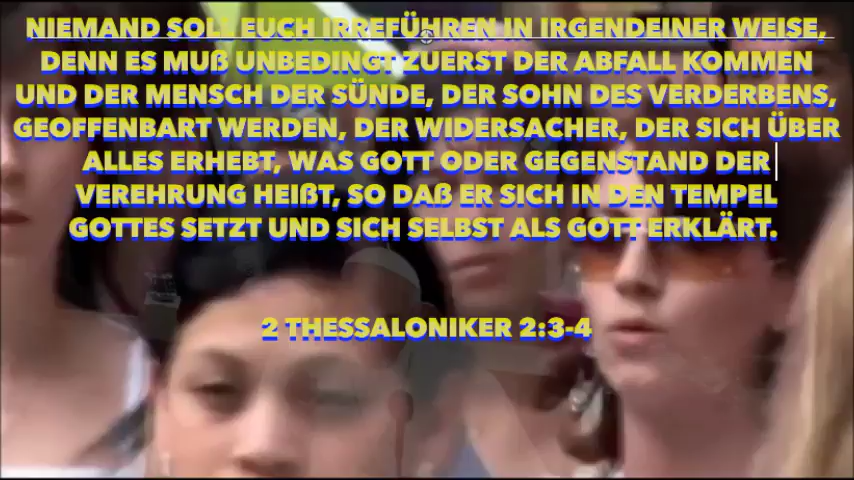 NIEMAND SOLL EUCH IRREFÜHREN IN IRGENDEINER WEISE,
DENN ES MUß UNBEDINGT ZUERST DER ABFALL KOMMEN
UND DER MENSCH DER SÜNDE, DER SOHN DES VERDERBENS,
GEOFFENBART WERDEN, DER WIDERSACHER, DER SICH ÜBER
ALLES ERHEBT, WAS GOTT ODER GEGENSTAND DER
VEREHRUNG HEIßT, SO DAß ER SICH IN DEN TEMPEL
GOTTES SETZT UND SICH SELBST ALS GOTT ERKLÄRT.
2 THESSALONIKER 2:3-4